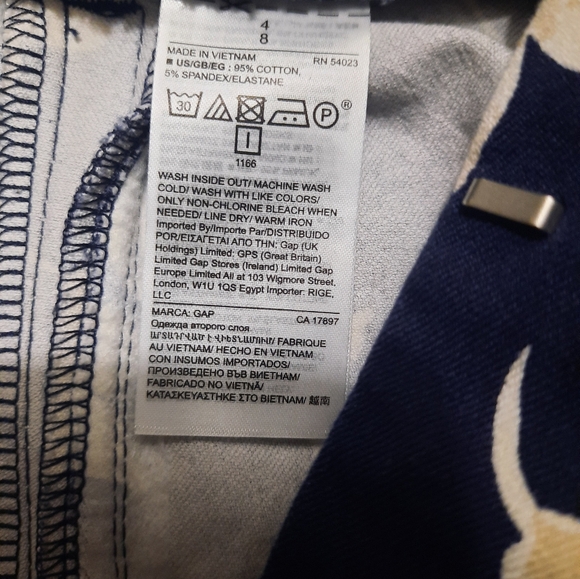 4
8
MADE IN VIETNAM RN 54023
■ US/GB/EG : 95% COTTON,
5% SPANDEX/ELASTANE
30 P ®
I
1166
WASH INSIDE OUT/ MACHINE WASH
COLD/ WASH WITH LIKE COLORS/
ONLY NON-CHLORINE BLEACH WHEN
NEEDED/ LINE DRY/ WARM IRON
Imported By/Importe Par/DISTRIBUIDO
POR/ΕΙΣΑΓΕΤΑΙ ΑΠΟ ΤΗΝ: Gap (UK
Holdings) Limited: GPS (Great Britain)
Limited Gap Stores (Ireland) Limited Gap
Europe Limited All at 103 Wigmore Street.
London, W1U 1QS Egypt Importer: RIGE,
LLC
MARCA: GAP CA 17897
Одежда второго слоя
ԱՐՏԱԴՐՎԱԾ Է ՎԻԵՏՆԱՄՈՒՄ/ FABRIQUE
AU VIETNAM/ HECHO EN VIETNAM
CON INSUMOS IMPORTADOS/
ПРОИЗВЕДЕНО ВЪВ ВИЕТНАМ/
FABRICADO NO VIETNÃ/
ΚΑΤΑΣΚΕΥΑΣΤΗΚΕ ΣΤΟ ΒΙΕΤΝΑΜ/ 越南